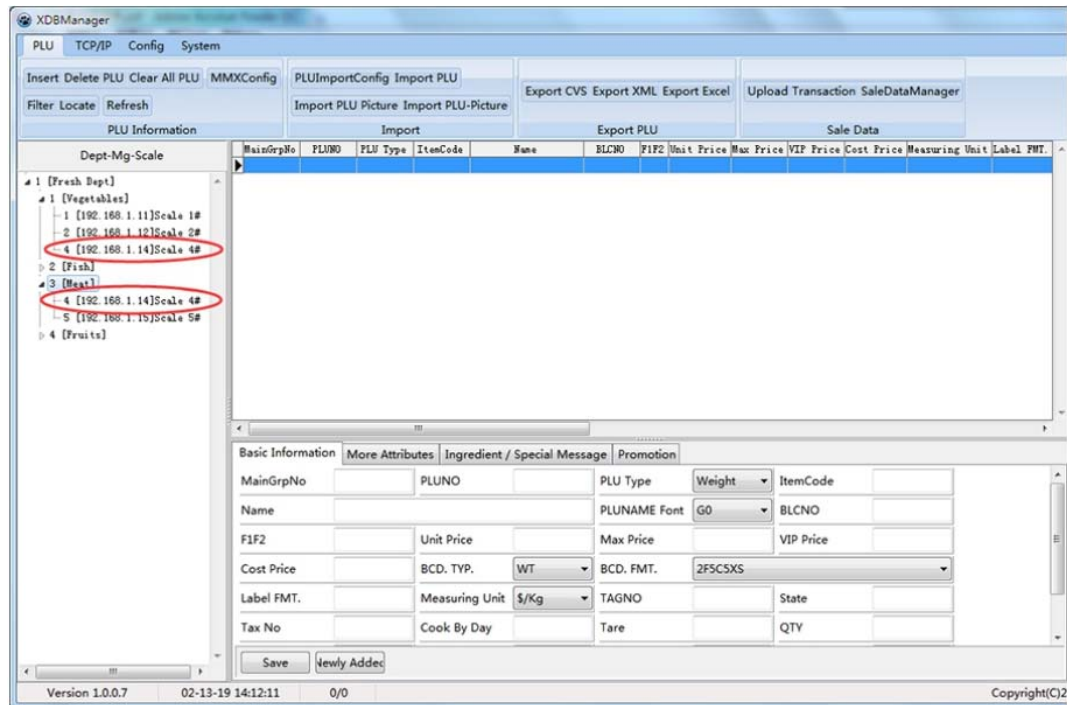 XDBManager
PLU TCP/IP Config System
Insert Delete PLU Clear All PLU MMXConfig
Filter Locate Refresh
PLU Information
PLUImportConfig Import PLU
Import PLU Picture Import PLU-Picture
Import
Export CVS Export XML Export Excel
Export PLU
Upload Transaction SaleDataManager
Sale Data
Dept-Mg-Scale
1 [Fresh Dept]
1 [Vegetables]
1 [192.168.1.11]Scale 1#
2 [192.168.1.12]Scale 2#
4 [192.168.1.14]Scale 4#
2 [Fish]
3 [Meat]
4 [192.168.1.14]Scale 4#
5 [192.168.1.15]Scale 5#
4 [Fruits]
MainGrpNo PLUNO PLU Type ItemCode Name BLCNO F1F2 Unit Price Max Price VIP Price Cost Price Measuring Unit Label FMT.
Basic Information More Attributes Ingredient / Special Message Promotion
MainGrpNo PLUNO PLU Type Weight ItemCode
Name PLUNAME Font G0 BLCNO
F1F2 Unit Price Max Price VIP Price
Cost Price BCD. TYP. WT BCD. FMT. 2F5C5XS
Label FMT. Measuring Unit $/Kg TAGNO State
Tax No Cook By Day Tare QTY
Save Newly Added
Version 1.0.0.7 02-13-19 14:12:11 0/0 Copyright(C)2